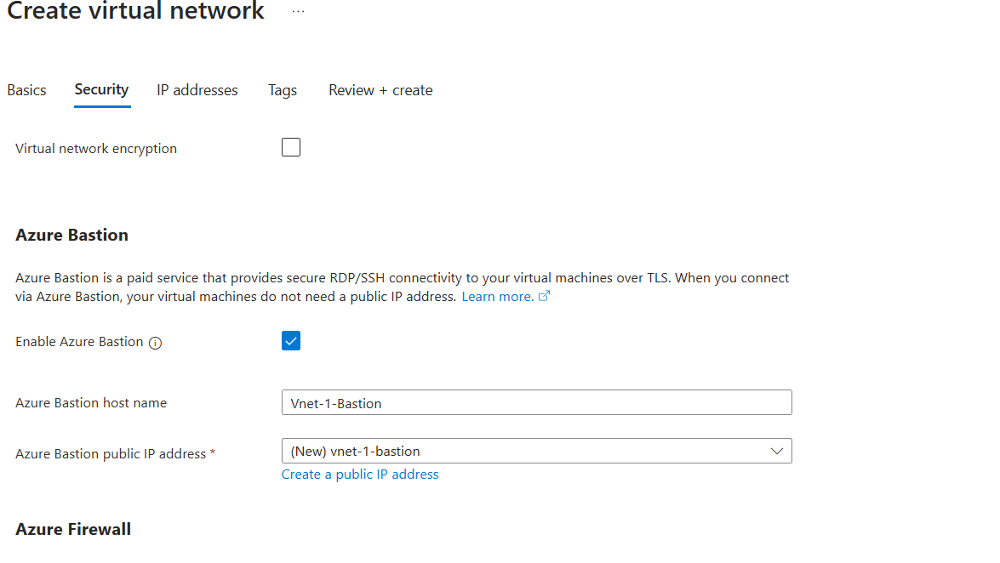 Create virtual network ...
Basics Security IP addresses Tags Review + create
Virtual network encryption
Azure Bastion
Azure Bastion is a paid service that provides secure RDP/SSH connectivity to your virtual machines over TLS. When you connect
via Azure Bastion, your virtual machines do not need a public IP address. Learn more.
Enable Azure Bastion
Azure Bastion host name
Vnet-1-Bastion
Azure Bastion public IP address *
(New) vnet-1-bastion
Create a public IP address
Azure Firewall